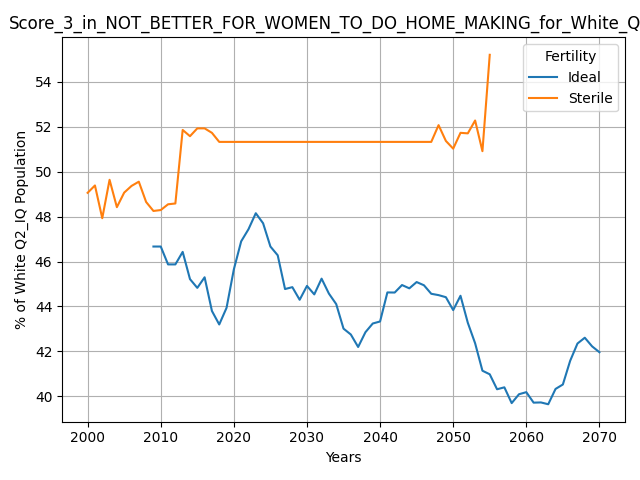 Score_3_in_NOT_BETTER_FOR_WOMEN_TO_DO_HOME_MAKING_for_White_Q
Fertility
Ideal
Sterile
% of White Q2_IQ Population
54
52
50
48
46
44
42
40
2000 2010 2020 2030 2040 2050 2060 2070
Years